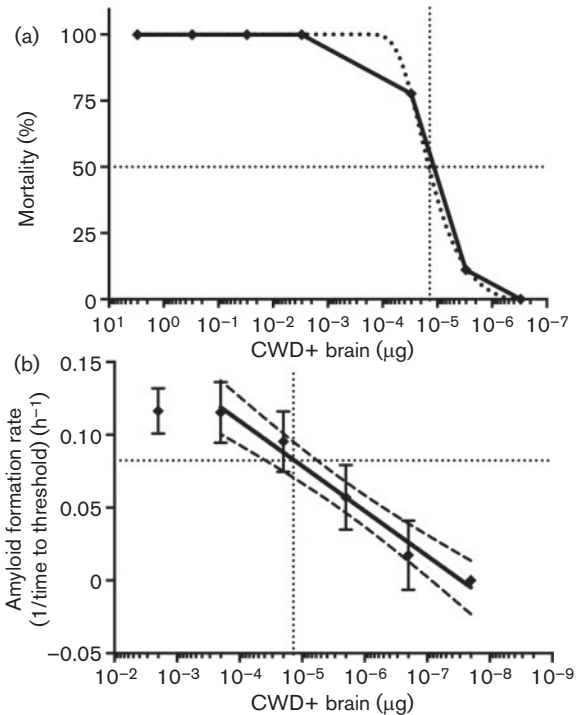 (a)
100
75
50
25
0
Mortality (%)
10¹ 10⁰ 10⁻¹ 10⁻² 10⁻³ 10⁻⁴ 10⁻⁵ 10⁻⁶ 10⁻⁷
CWD+ brain (µg)
(b)
0.15
0.10
0.05
0
−0.05
Amyloid formation rate
(1/time to threshold) (h⁻¹)
10⁻² 10⁻³ 10⁻⁴ 10⁻⁵ 10⁻⁶ 10⁻⁷ 10⁻⁸ 10⁻⁹
CWD+ brain (µg)